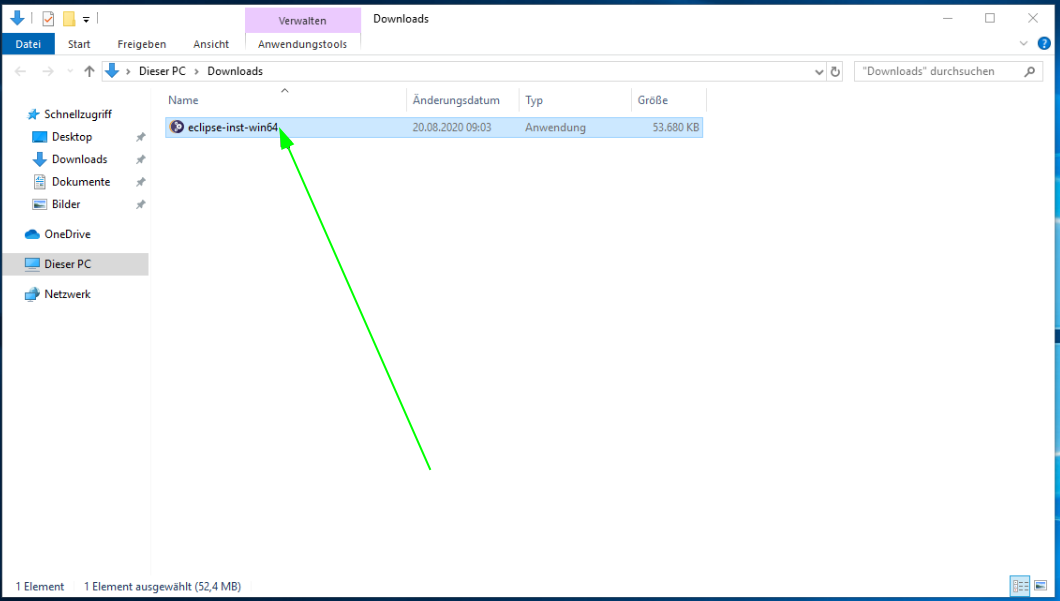 Verwalten Downloads
Datei Start Freigeben Ansicht Anwendungstools
Dieser PC Downloads "Downloads" durchsuchen
Name Änderungsdatum Typ Größe
eclipse-inst-win64 20.08.2020 09:03 Anwendung 53.680 KB
Schnellzugriff
Desktop
Downloads
Dokumente
Bilder
OneDrive
Dieser PC
Netzwerk
1 Element 1 Element ausgewählt (52,4 MB)